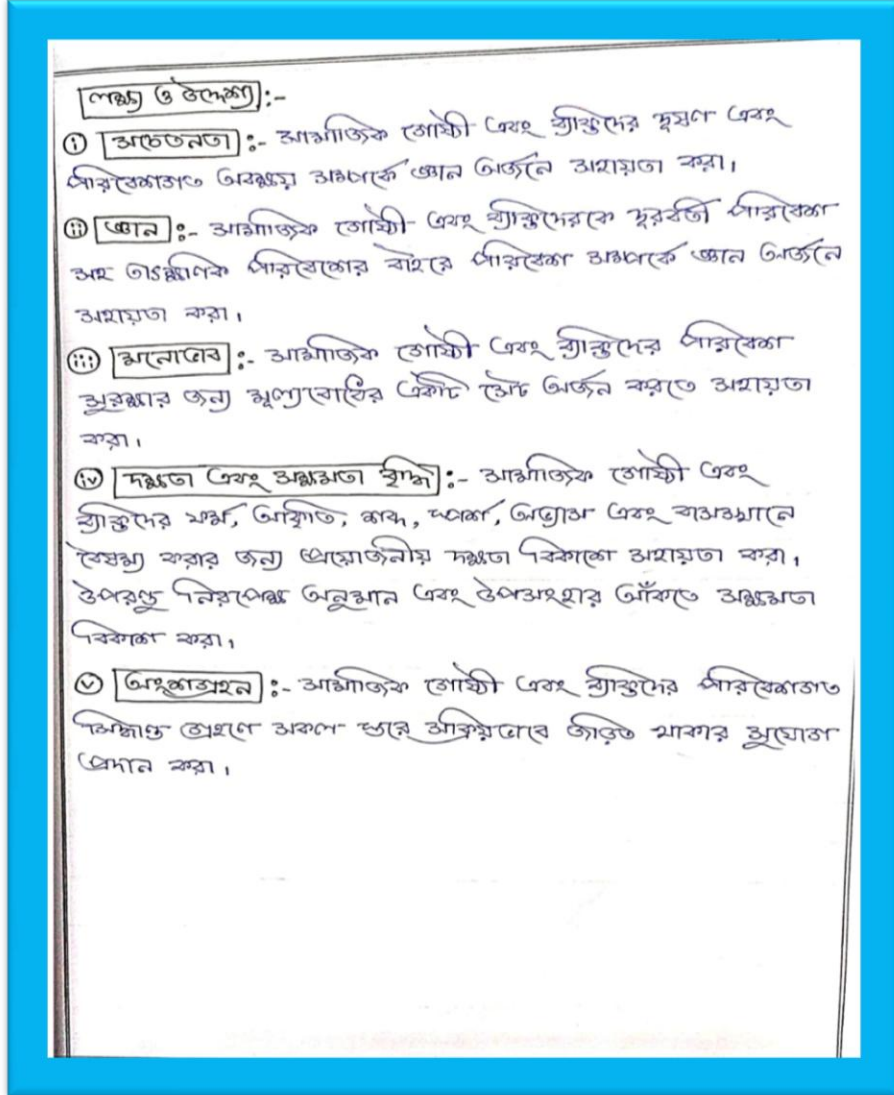 লক্ষ্য ও উদ্দেশ্য :-
(i) সচেতনতা :- সামাজিক গোষ্ঠী এবং ব্যক্তিদের দূষণ এবং
পরিবেশগত অবক্ষয় সম্পর্কে জ্ঞান অর্জনে সহায়তা করা।
(ii) জ্ঞান :- সামাজিক গোষ্ঠী এবং ব্যক্তিদেরকে দূরবর্তী পরিবেশ
সহ তাৎক্ষণিক পরিবেশের বাইরে পরিবেশ সম্পর্কে জ্ঞান অর্জনে
সহায়তা করা।
(iii) মনোভাব :- সামাজিক গোষ্ঠী এবং ব্যক্তিদের পরিবেশ
সুরক্ষার জন্য মূল্যবোধের একটি সেট অর্জন করতে সহায়তা
করা।
(iv) দক্ষতা এবং সক্ষমতা বৃদ্ধি :- সামাজিক গোষ্ঠী এবং
ব্যক্তিদের ফর্ম, আকৃতি, শব্দ, স্পর্শ, অভ্যাস এবং বাসস্থানে
বৈষম্য করার জন্য প্রয়োজনীয় দক্ষতা বিকাশে সহায়তা করা।
উপরন্তু নিরপেক্ষ অনুমান এবং উপসংহার আঁকতে সক্ষমতা
বিকাশ করা।
(v) অংশগ্রহন :- সামাজিক গোষ্ঠী এবং ব্যক্তিদের পরিবেশগত
সিদ্ধান্ত গ্রহণে সকল স্তরে সক্রিয়ভাবে জড়িত থাকার সুযোগ
প্রদান করা।